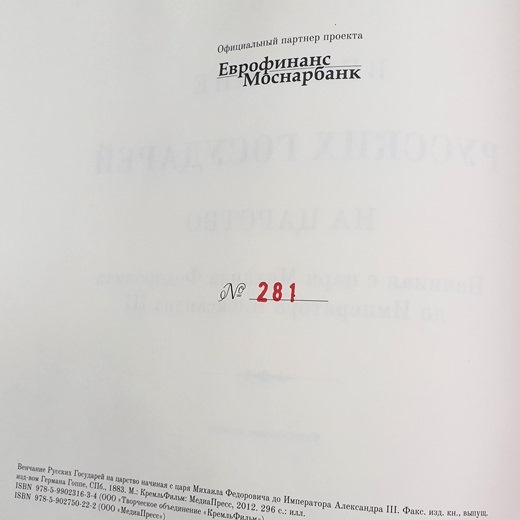 Официальный партнер проекта
Еврофинанс
Моснарбанк
№ 281
Венчание Русских Государей на царство начиная с царя Михаила Федоровича до Императора Александра III. Факс. изд. кн., выпущ.
изд-вом Германа Гоппе, СПб., 1883. М.: КремльФильм: МедиаПресс, 2012. 296 с.: илл.
ISBN 978-5-9902316-3-4 (ООО «Творческое объединение «КремльФильм»)
ISBN 978-5-902750-22-2 (ООО «МедиаПресс»)